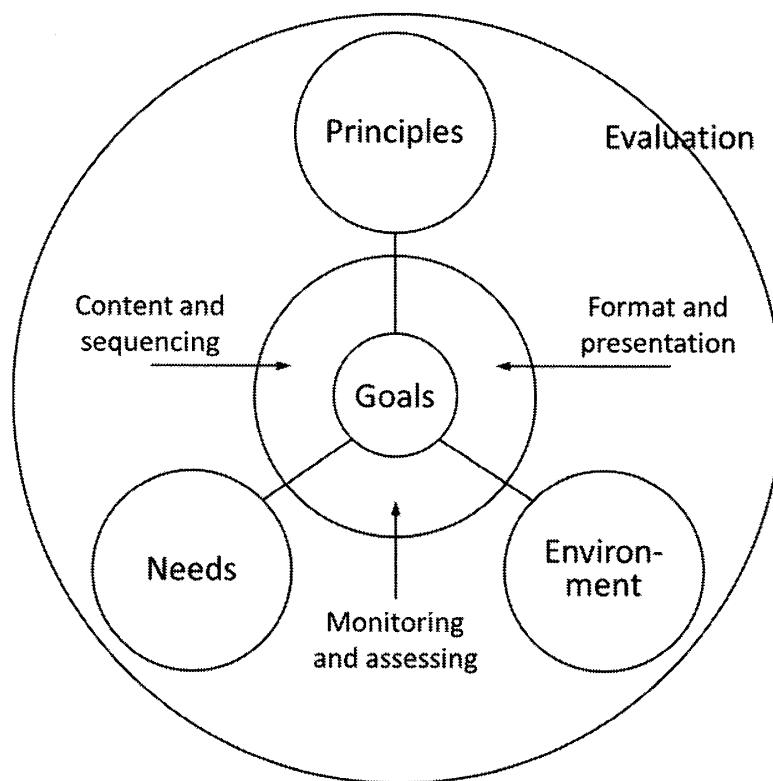 Principles
Evaluation
Content and
sequencing
Format and
presentation
Goals
Needs
Environ-
ment
Monitoring
and assessing